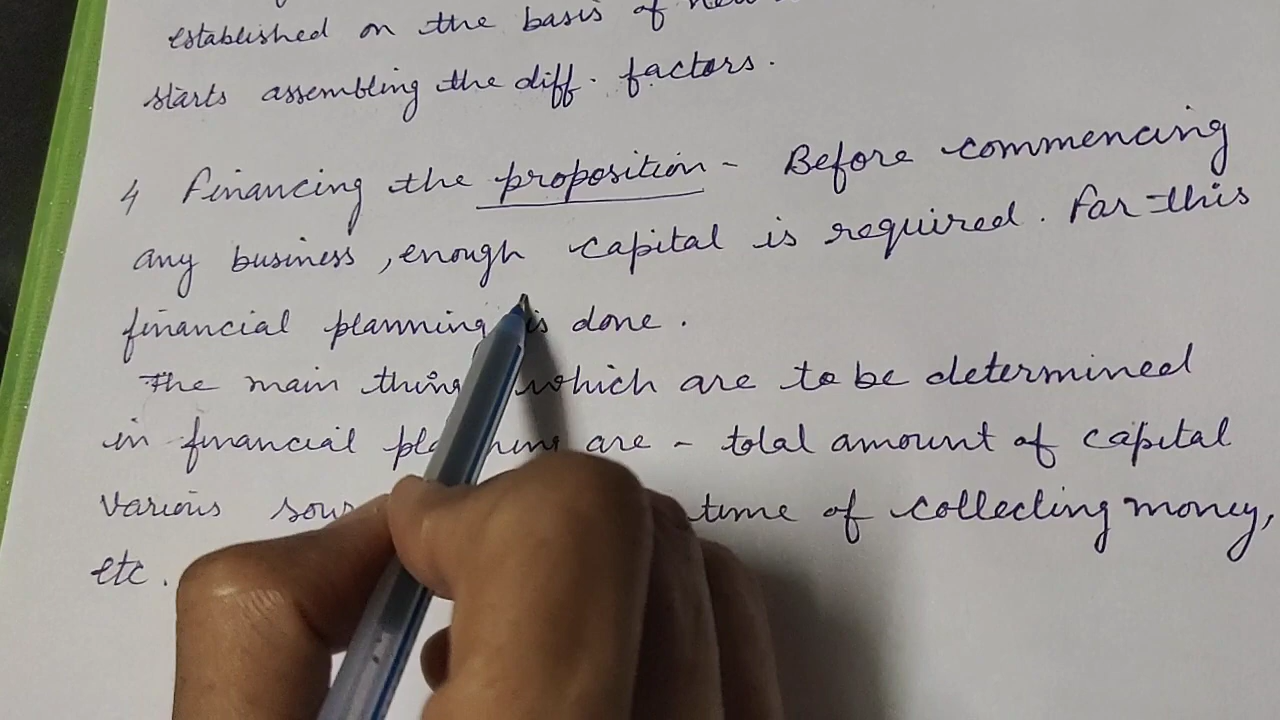 established on the basis of
starts assembling the diff. factors.
4 Financing the proposition - Before commencing
any business, enough capital is required. For this
financial planning is done.
The main thing which are to be determined
in financial planning are - total amount of capital
various time of collecting money,
etc.